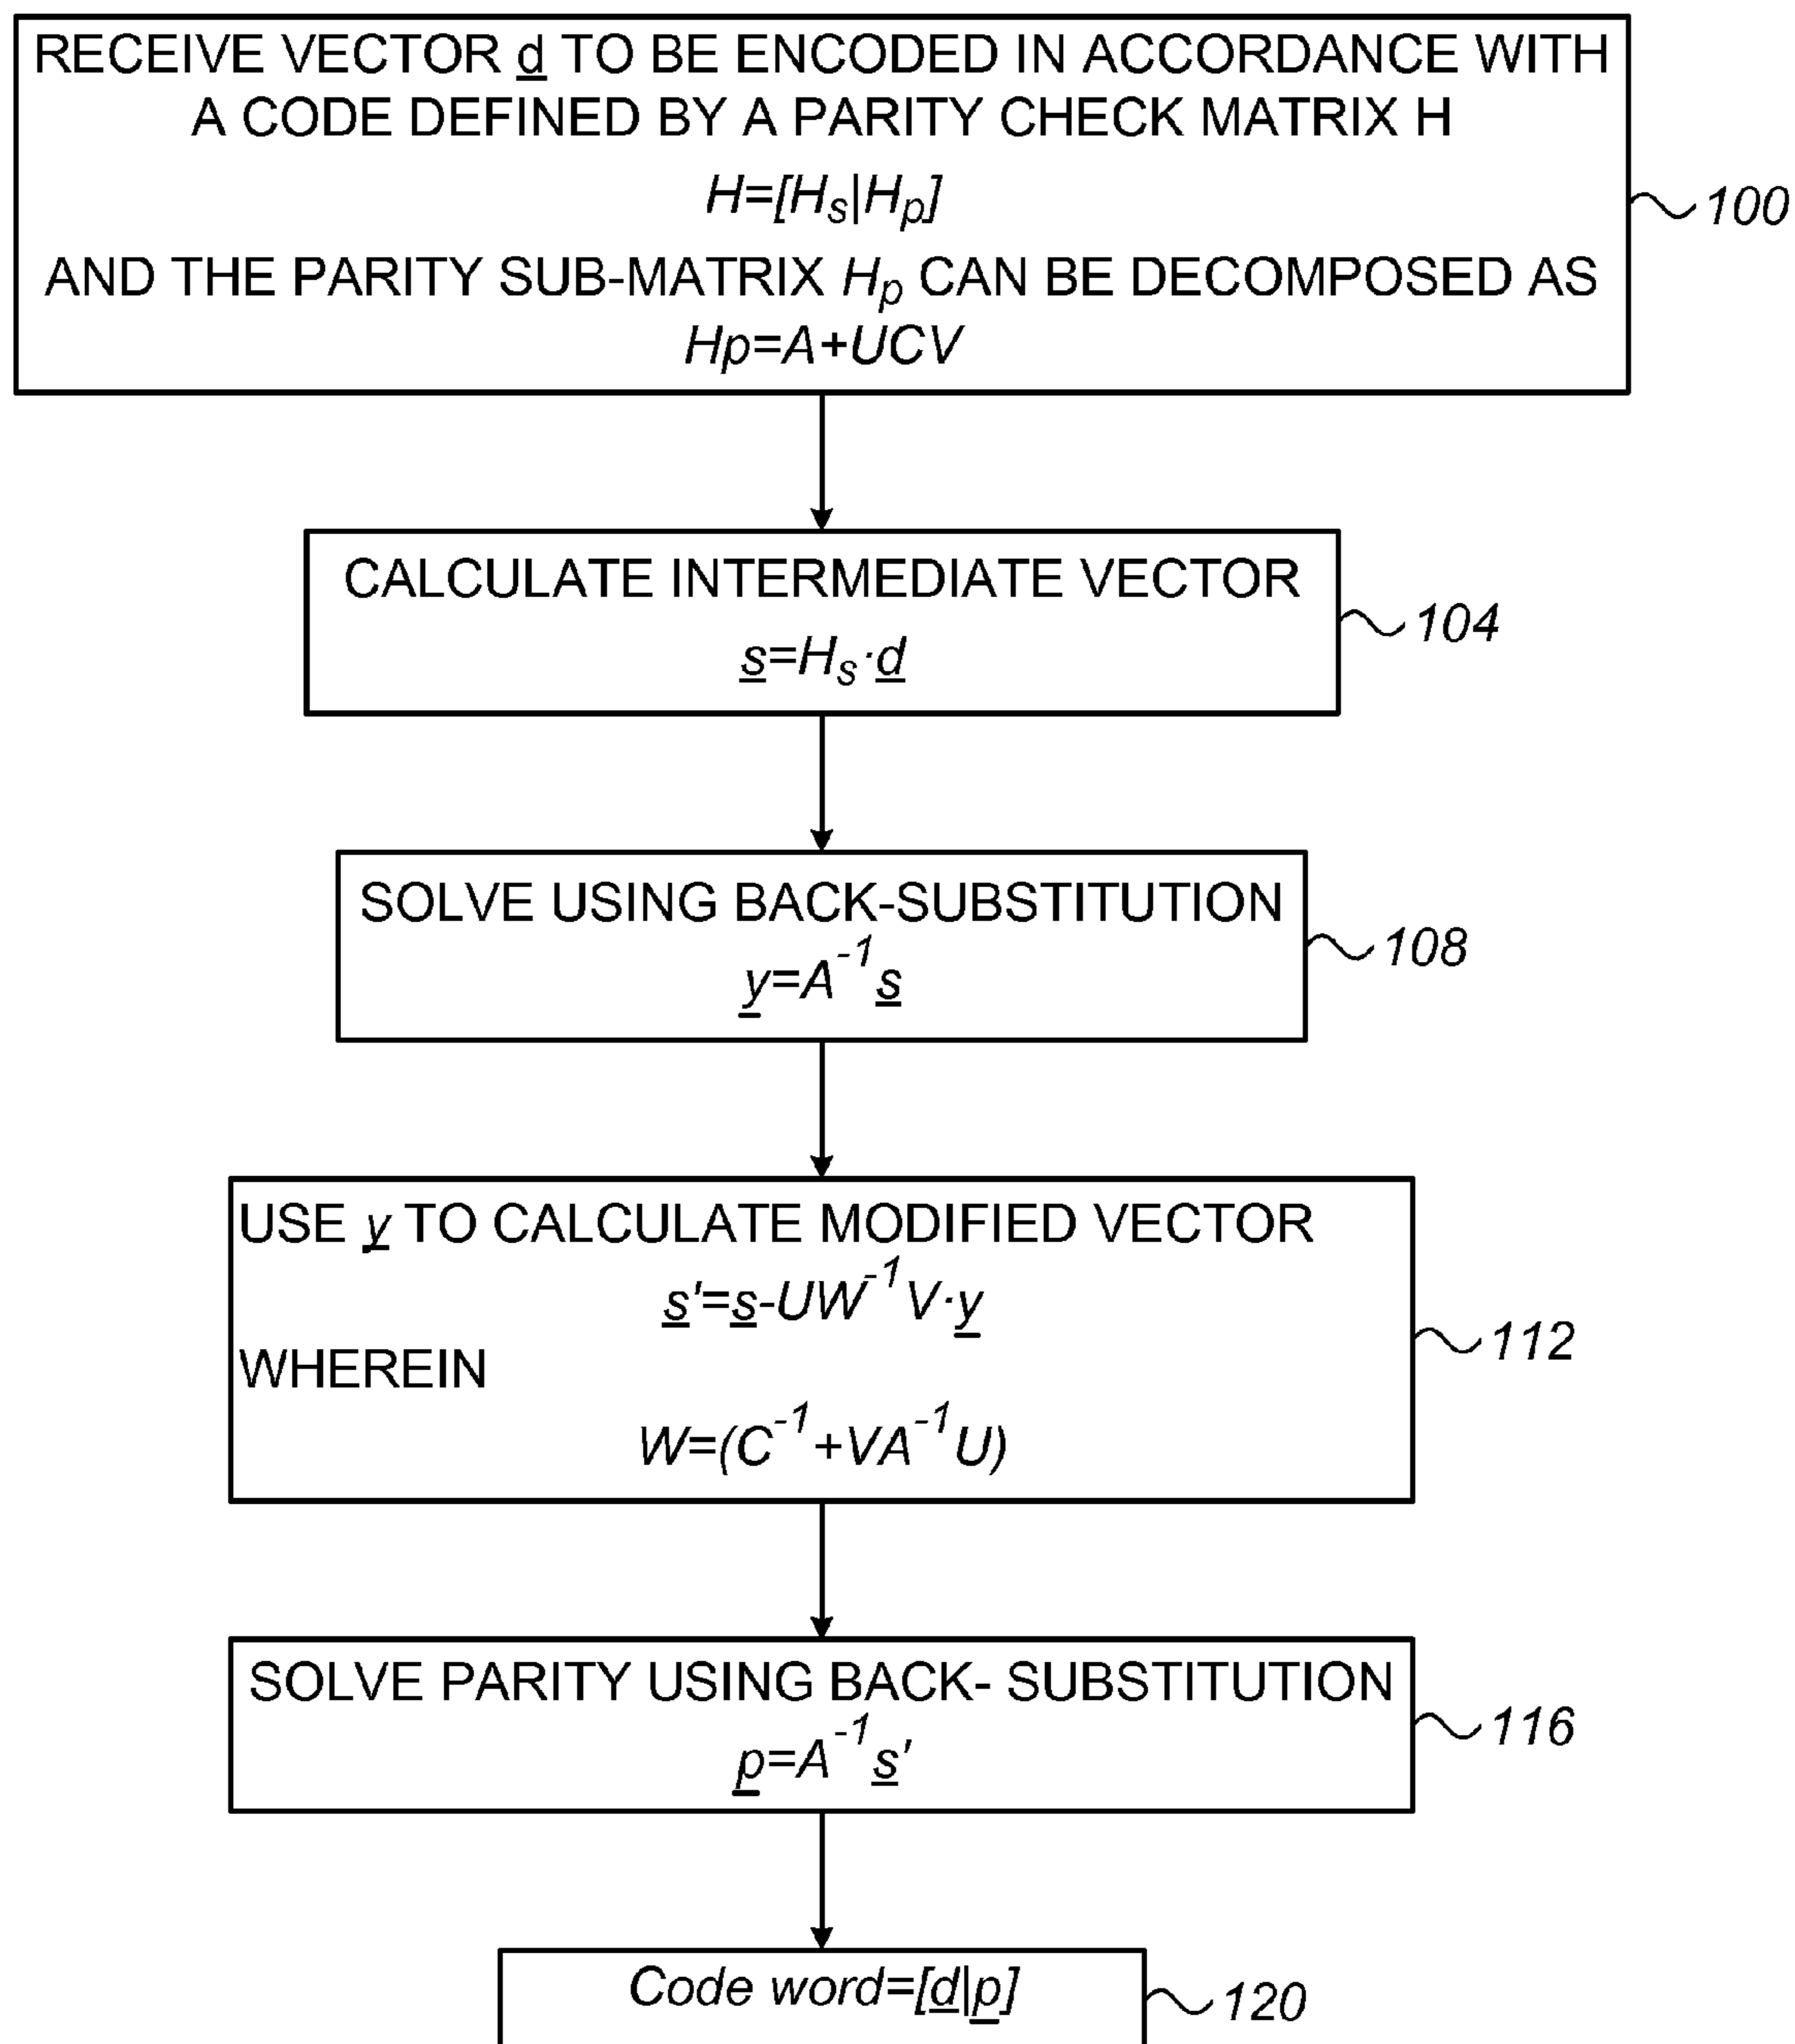 RECEIVE VECTOR d TO BE ENCODED IN ACCORDANCE WITH
A CODE DEFINED BY A PARITY CHECK MATRIX H
H=[Hs|Hp]
AND THE PARITY SUB-MATRIX Hp CAN BE DECOMPOSED AS
Hp=A+UCV
100
CALCULATE INTERMEDIATE VECTOR
s=Hs·d
104
SOLVE USING BACK-SUBSTITUTION
y=A⁻¹s
108
USE y TO CALCULATE MODIFIED VECTOR
s'=s-UW⁻¹V·y
WHEREIN
W=(C⁻¹+VA⁻¹U)
112
SOLVE PARITY USING BACK- SUBSTITUTION
p=A⁻¹s'
116
Code word=[d|p]
120